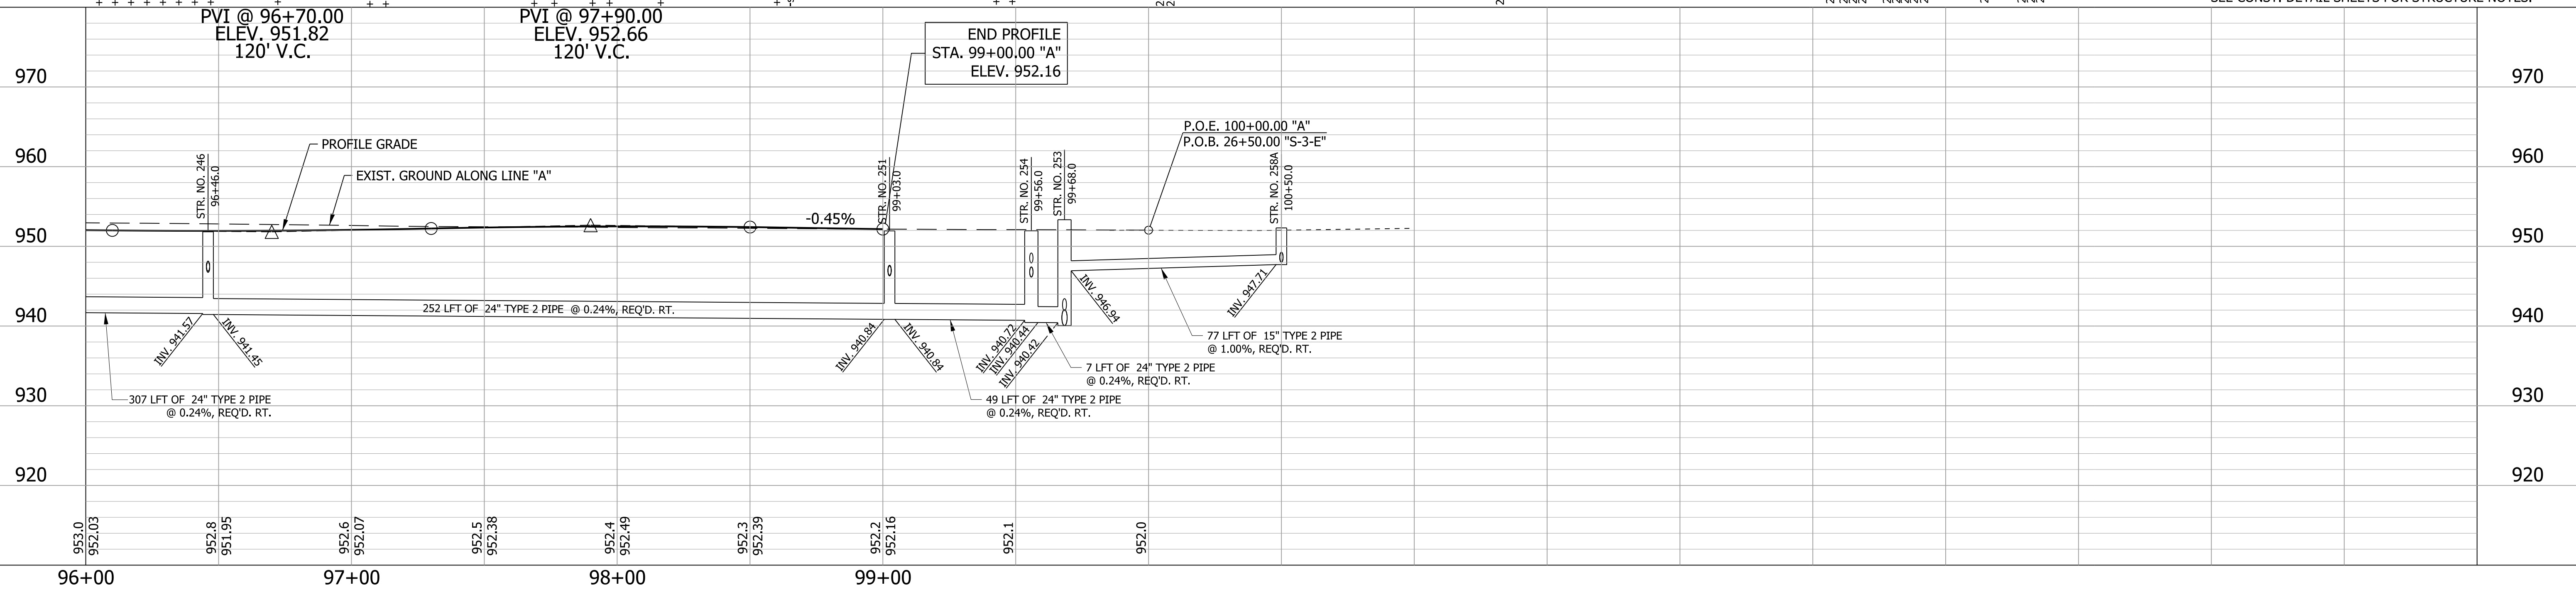 SEE CONST. DETAIL SHEETS FOR STRUCTURE NOTES.
PVI @ 96+70.00
ELEV. 951.82
120' V.C.
PVI @ 97+90.00
ELEV. 952.66
120' V.C.
END PROFILE
STA. 99+00.00 "A"
ELEV. 952.16
970
970
P.O.E. 100+00.00 "A"
P.O.B. 26+50.00 "S-3-E"
PROFILE GRADE
960
960
EXIST. GROUND ALONG LINE "A"
STR. NO. 246
96+46.0
STR. NO. 251
99+03.0
STR. NO. 254
99+56.0
STR. NO. 253
99+68.0
STR. NO. 258A
100+50.0
-0.45%
950
950
252 LFT OF 24" TYPE 2 PIPE @ 0.24%, REQ'D. RT.
940
940
INV. 941.57
INV. 941.45
INV. 940.84
INV. 940.84
INV. 940.72
INV. 940.44
INV. 940.42
INV. 946.94
INV. 947.71
77 LFT OF 15" TYPE 2 PIPE
@ 1.00%, REQ'D. RT.
7 LFT OF 24" TYPE 2 PIPE
@ 0.24%, REQ'D. RT.
307 LFT OF 24" TYPE 2 PIPE
@ 0.24%, REQ'D. RT.
49 LFT OF 24" TYPE 2 PIPE
@ 0.24%, REQ'D. RT.
930
930
920
920
953.0
952.03
952.8
951.95
952.6
952.07
952.5
952.38
952.4
952.49
952.3
952.39
952.2
952.16
952.1
952.0
96+00
97+00
98+00
99+00